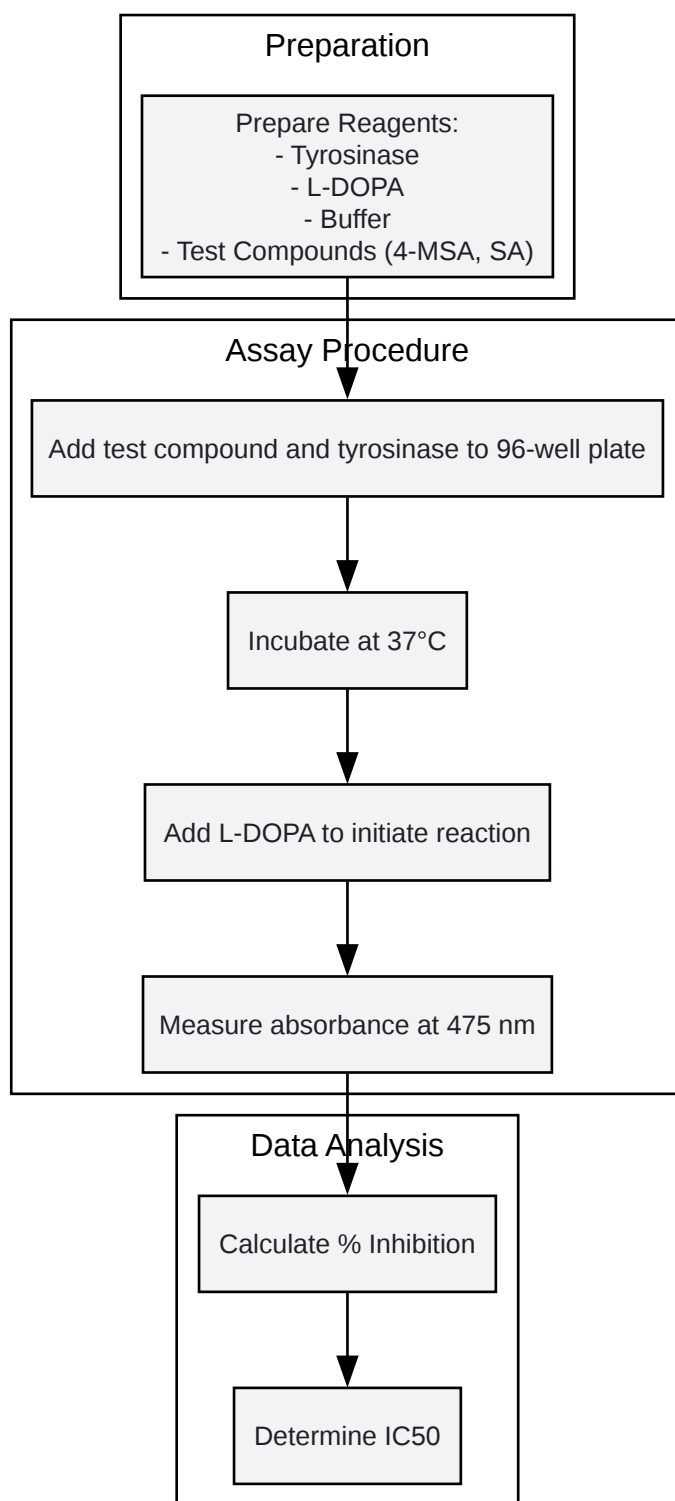 Preparation
Prepare Reagents:
- Tyrosinase
- L-DOPA
- Buffer
- Test Compounds (4-MSA, SA)
Assay Procedure
Add test compound and tyrosinase to 96-well plate
Incubate at 37°C
Add L-DOPA to initiate reaction
Measure absorbance at 475 nm
Data Analysis
Calculate % Inhibition
Determine IC50